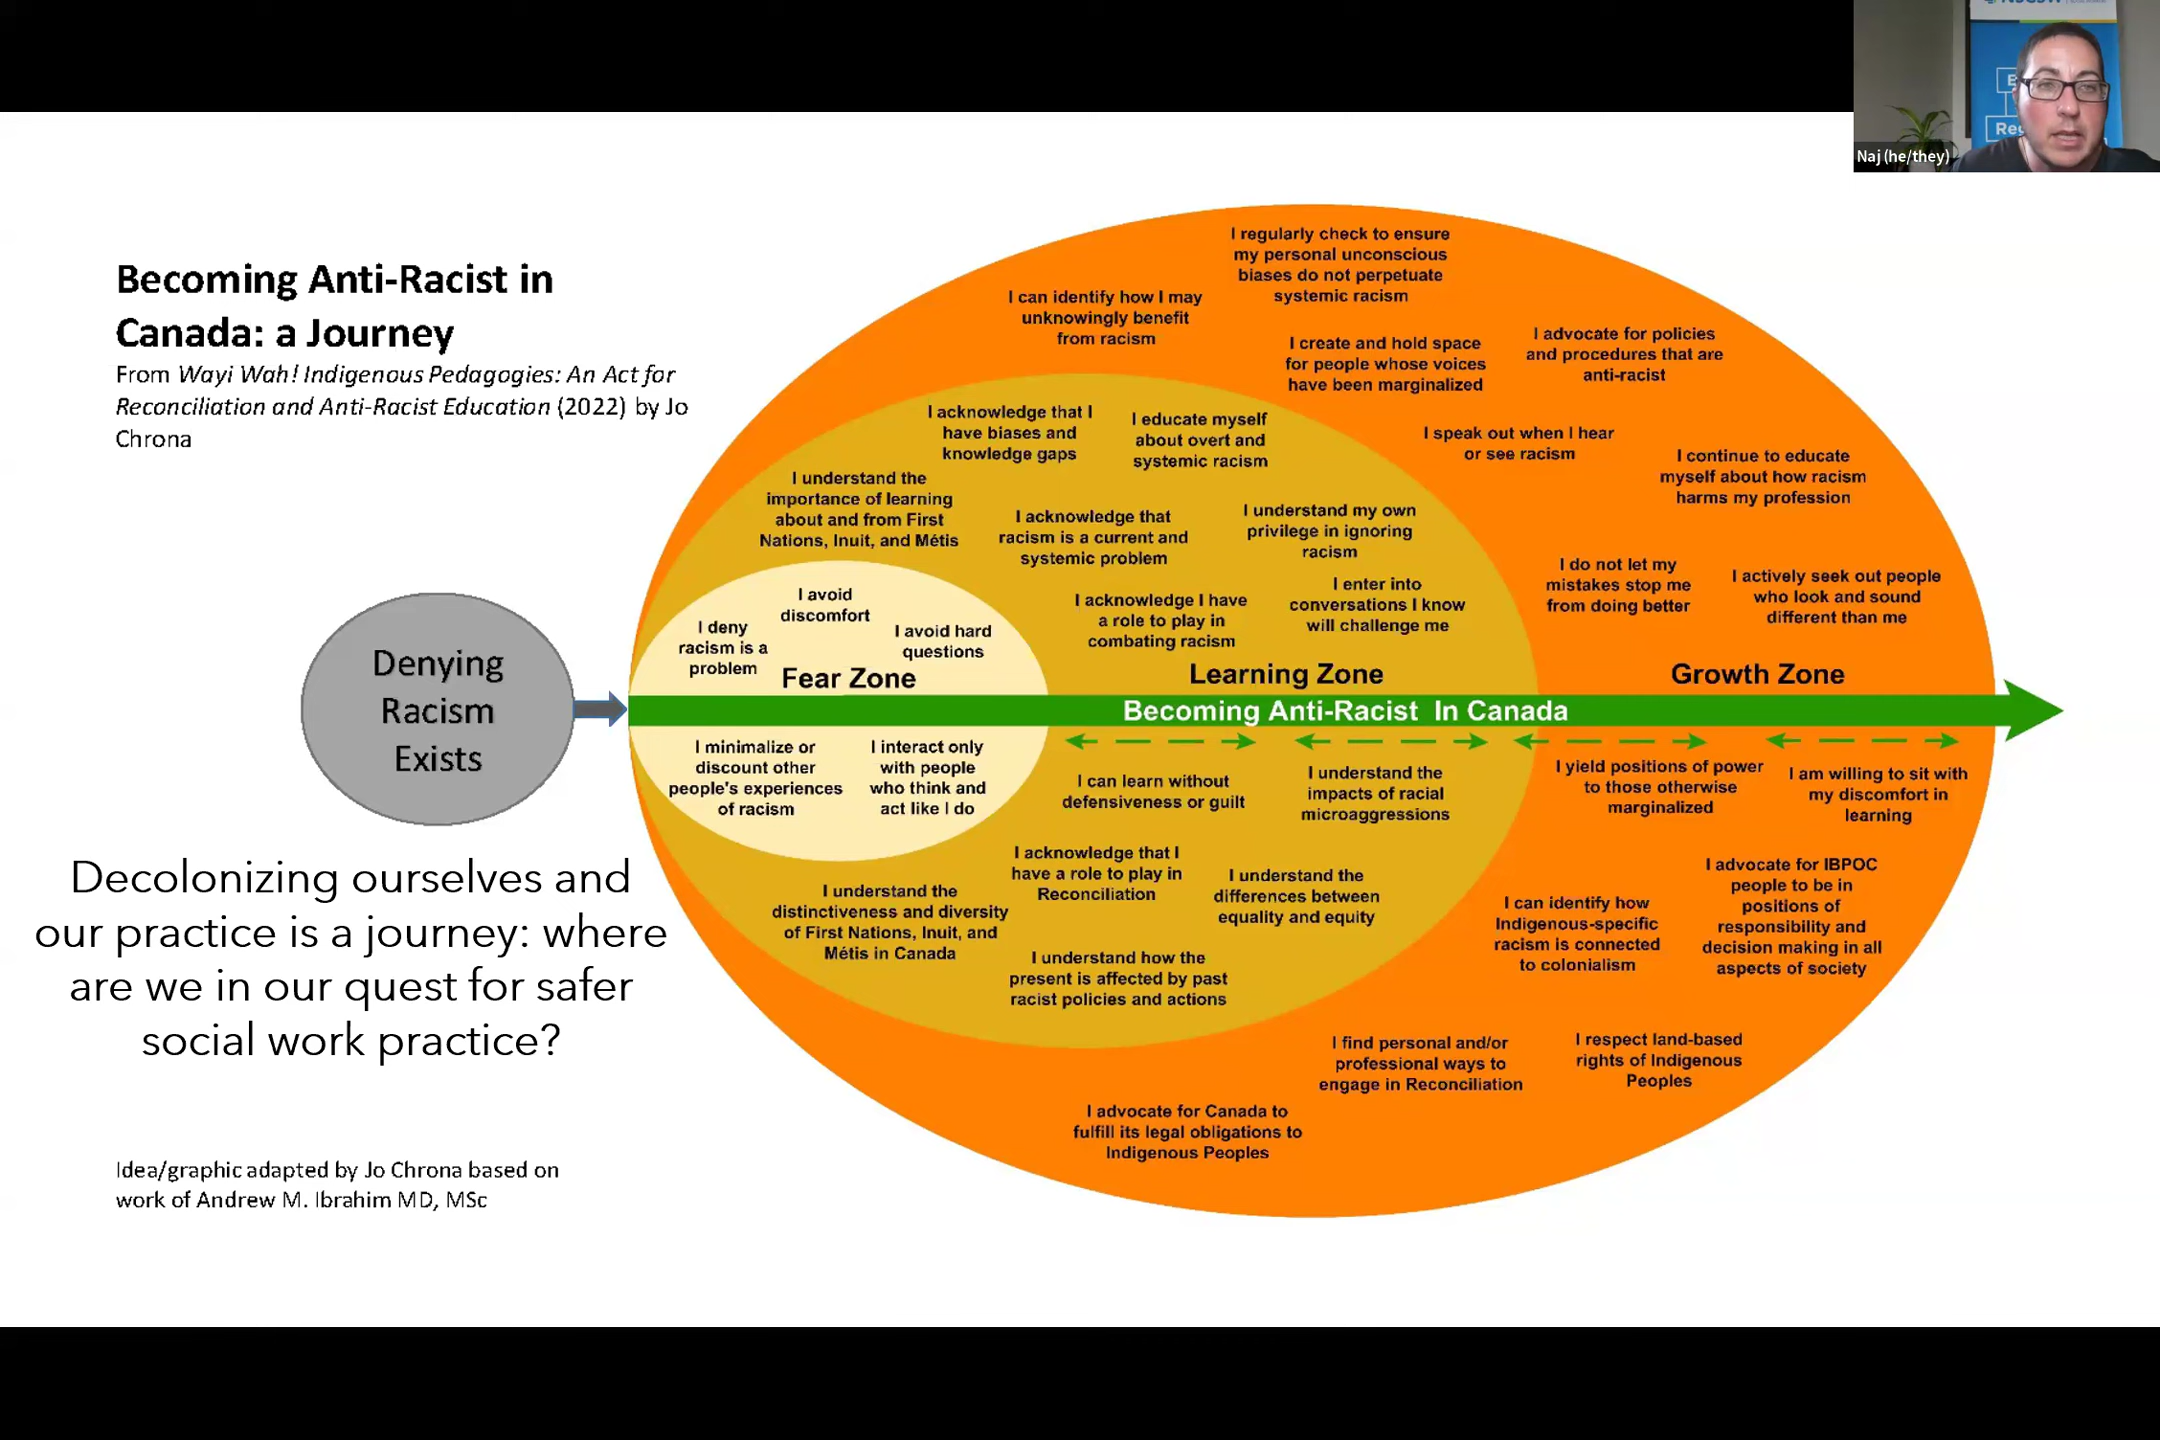 Becoming Anti-Racist in
Canada: a Journey
From Wayi Wah! Indigenous Pedagogies: An Act for
Reconciliation and Anti-Racist Education (2022) by Jo
Chrona
Denying
Racism
Exists
Decolonizing ourselves and
our practice is a journey: where
are we in our quest for safer
social work practice?
Idea/graphic adapted by Jo Chrona based on
work of Andrew M. Ibrahim MD, MSc
I deny
racism is a
problem
I avoid
discomfort
I avoid hard
questions
Fear Zone
I minimalize or
discount other
people's experiences
of racism
I interact only
with people
who think and
act like I do
I understand the
importance of learning
about and from First
Nations, Inuit, and Métis
I acknowledge that I
have biases and
knowledge gaps
I educate myself
about overt and
systemic racism
I acknowledge that
racism is a current and
systemic problem
I understand my own
privilege in ignoring
racism
I acknowledge I have
a role to play in
combating racism
I enter into
conversations I know
will challenge me
Learning Zone
Becoming Anti-Racist In Canada
I can learn without
defensiveness or guilt
I understand the
impacts of racial
microaggressions
I acknowledge that I
have a role to play in
Reconciliation
I understand the
differences between
equality and equity
I understand the
distinctiveness and diversity
of First Nations, Inuit, and
Métis in Canada
I understand how the
present is affected by past
racist policies and actions
I can identify how I may
unknowingly benefit
from racism
I regularly check to ensure
my personal unconscious
biases do not perpetuate
systemic racism
I create and hold space
for people whose voices
have been marginalized
I advocate for policies
and procedures that are
anti-racist
I speak out when I hear
or see racism
I continue to educate
myself about how racism
harms my profession
I do not let my
mistakes stop me
from doing better
I actively seek out people
who look and sound
different than me
Growth Zone
I yield positions of power
to those otherwise
marginalized
I am willing to sit with
my discomfort in
learning
I can identify how
Indigenous-specific
racism is connected
to colonialism
I advocate for IBPOC
people to be in
positions of
responsibility and
decision making in all
aspects of society
I find personal and/or
professional ways to
engage in Reconciliation
I respect land-based
rights of Indigenous
Peoples
I advocate for Canada to
fulfill its legal obligations to
Indigenous Peoples
Naj (he/they)